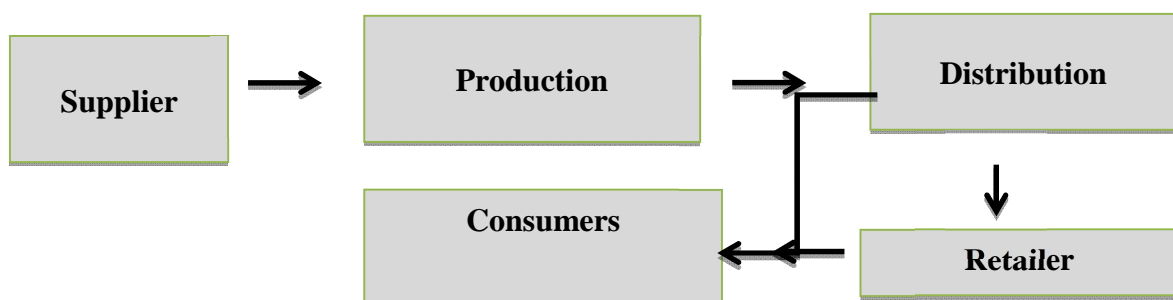 Supplier
Production
Distribution
Consumers
Retailer